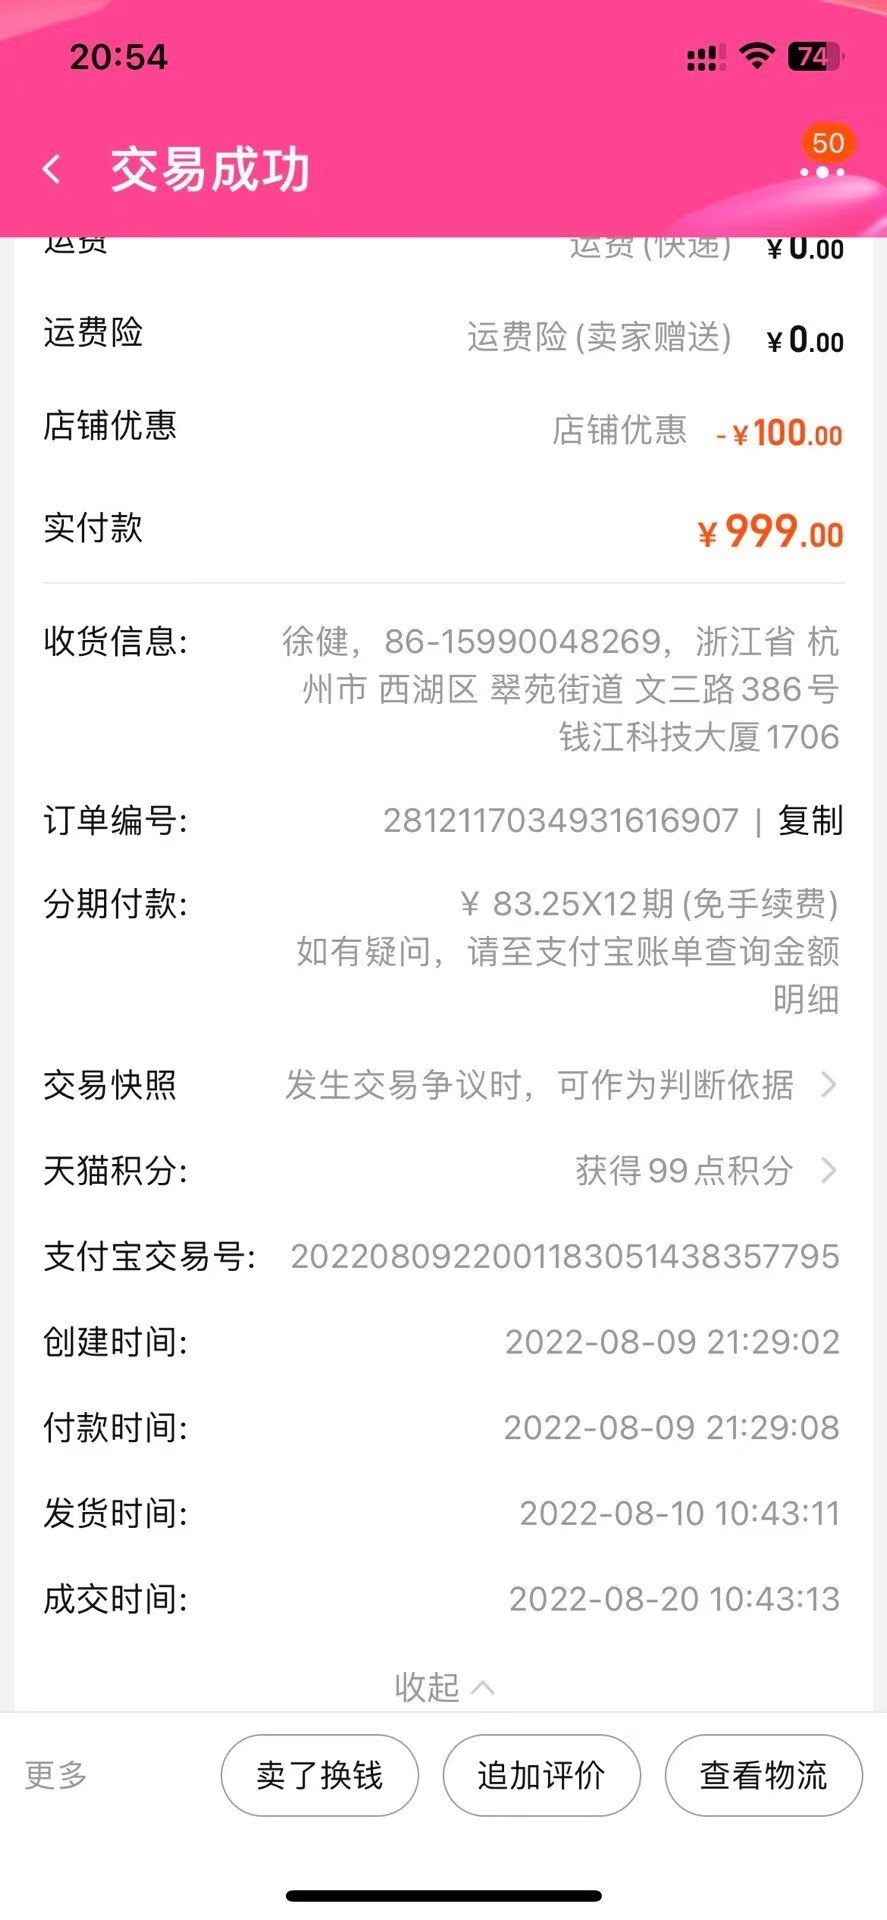 20:54
74
50
交易成功
运费 运费(快递) ¥0.00
运费险 运费险(卖家赠送) ¥0.00
店铺优惠 店铺优惠 -¥100.00
实付款 ¥999.00
收货信息: 徐健，86-15990048269，浙江省 杭
州市 西湖区 翠苑街道 文三路386号
钱江科技大厦1706
订单编号: 2812117034931616907 | 复制
分期付款: ¥ 83.25X12期(免手续费)
如有疑问，请至支付宝账单查询金额
明细
交易快照 发生交易争议时，可作为判断依据
天猫积分: 获得99点积分
支付宝交易号: 2022080922001183051438357795
创建时间: 2022-08-09 21:29:02
付款时间: 2022-08-09 21:29:08
发货时间: 2022-08-10 10:43:11
成交时间: 2022-08-20 10:43:13
收起
更多 卖了换钱 追加评价 查看物流